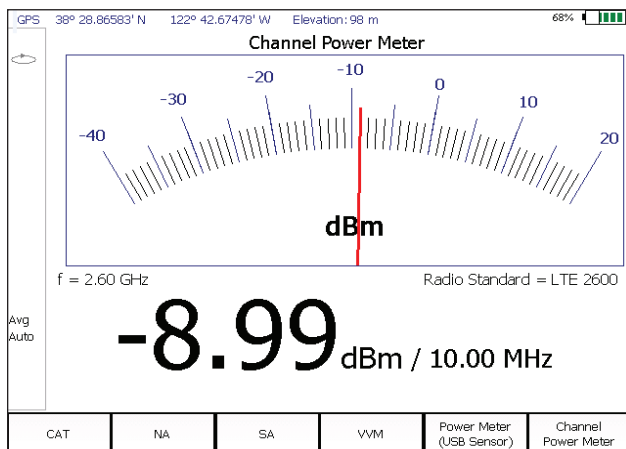 GPS 38° 28.86583' N 122° 42.67478' W Elevation: 98 m 68%
Channel Power Meter
-40 -30 -20 -10 0 10 20
dBm
f = 2.60 GHz Radio Standard = LTE 2600
Avg
Auto
-8.99 dBm / 10.00 MHz
CAT NA SA VVM Power Meter (USB Sensor) Channel Power Meter